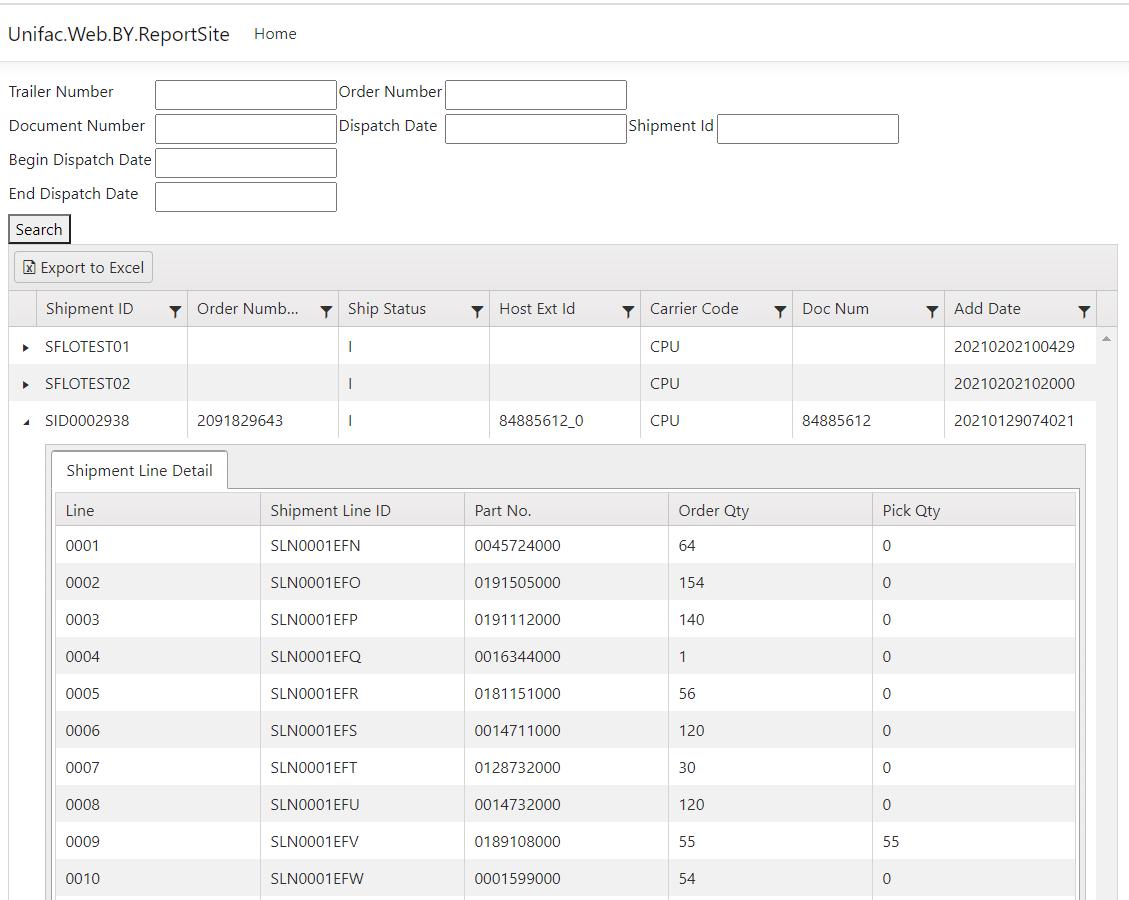 Unifac.Web.BY.ReportSite Home
Trailer Number Order Number
Document Number Dispatch Date Shipment Id
Begin Dispatch Date
End Dispatch Date
Search
Export to Excel
Shipment ID Order Numb... Ship Status Host Ext Id Carrier Code Doc Num Add Date
SFLOTEST01 I CPU 20210202100429
SFLOTEST02 I CPU 20210202102000
SID0002938 2091829643 I 84885612_0 CPU 84885612 20210129074021
Shipment Line Detail
Line Shipment Line ID Part No. Order Qty Pick Qty
0001 SLN0001EFN 0045724000 64 0
0002 SLN0001EFO 0191505000 154 0
0003 SLN0001EFP 0191112000 140 0
0004 SLN0001EFQ 0016344000 1 0
0005 SLN0001EFR 0181151000 56 0
0006 SLN0001EFS 0014711000 120 0
0007 SLN0001EFT 0128732000 30 0
0008 SLN0001EFU 0014732000 120 0
0009 SLN0001EFV 0189108000 55 55
0010 SLN0001EFW 0001599000 54 0